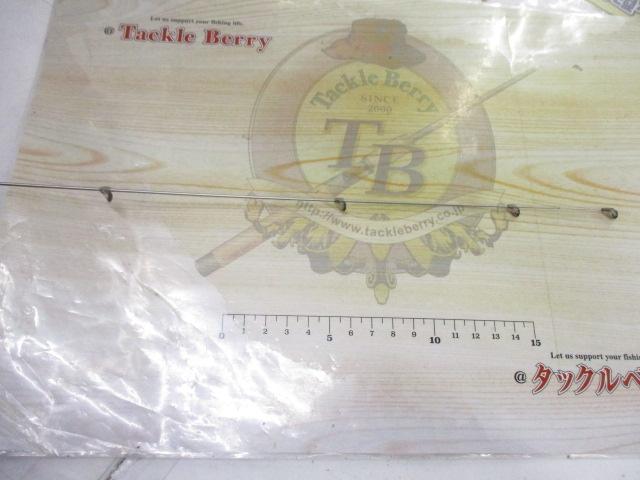 Let us support your fishing life.
@ Tackle Berry
Tackle Berry
SINCE
2000
TB
http://www.tackleberry.co.jp
0 1 2 3 4 5 6 7 8 9 10 11 12 13 14 15
Let us support your fishin
@ タックルベ